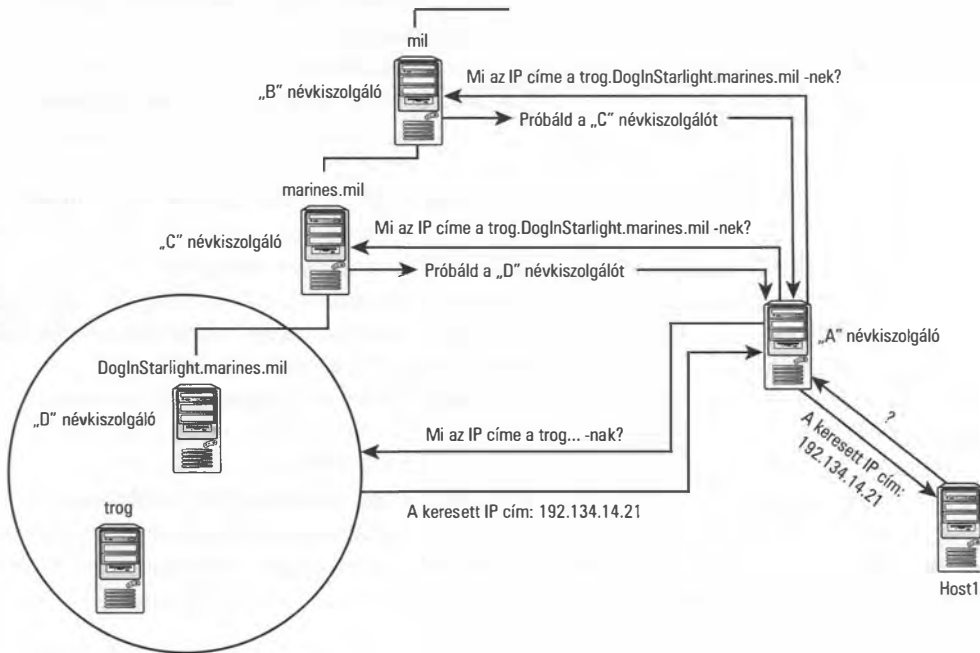 mil
Mi az IP címe a trog.DogInStarlight.marines.mil -nek?
„B” névkiszolgáló
Próbáld a „C” névkiszolgálót
marines.mil
Mi az IP címe a trog.DogInStarlight.marines.mil -nek?
„C” névkiszolgáló
Próbáld a „D” névkiszolgálót
„A” névkiszolgáló
DogInStarlight.marines.mil
„D” névkiszolgáló
Mi az IP címe a trog... -nak?
?
A keresett IP cím:
192.134.14.21
A keresett IP cím: 192.134.14.21
trog
Host1